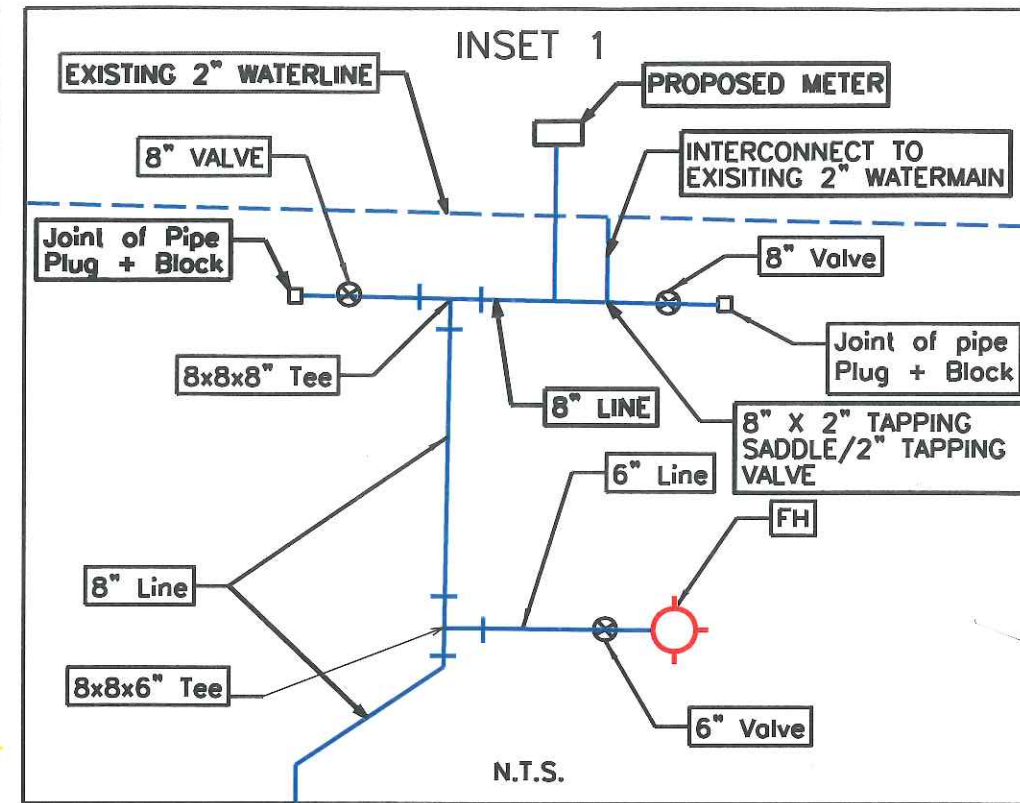 INSET 1
EXISTING 2" WATERLINE
PROPOSED METER
8" VALVE
INTERCONNECT TO
EXISITING 2" WATERMAIN
Joint of Pipe
Plug + Block
8" Valve
8x8x8" Tee
8" LINE
Joint of pipe
Plug + Block
8" X 2" TAPPING
SADDLE/2" TAPPING
VALVE
6" Line
FH
8" Line
8x8x6" Tee
6" Valve
N.T.S.